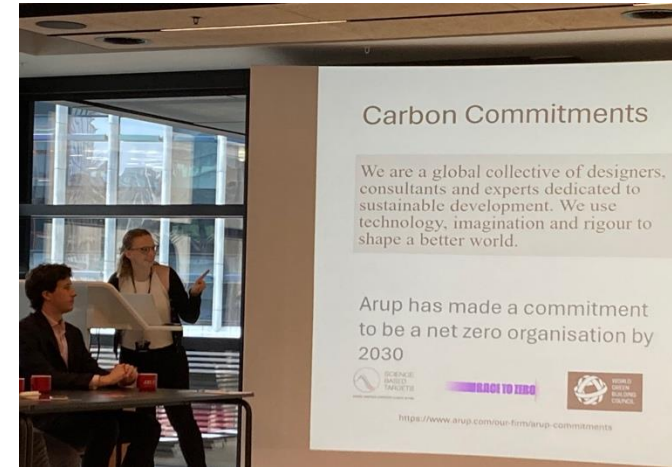 Carbon Commitments
We are a global collective of designers,
consultants and experts dedicated to
sustainable development. We use
technology, imagination and rigour to
shape a better world.
Arup has made a commitment
to be a net zero organisation by
2030
SCIENCE
BASED
TARGETS
RACE TO ZERO
WORLD
GREEN
BUILDING
COUNCIL
https://www.arup.com/our-firm/arup-commitments